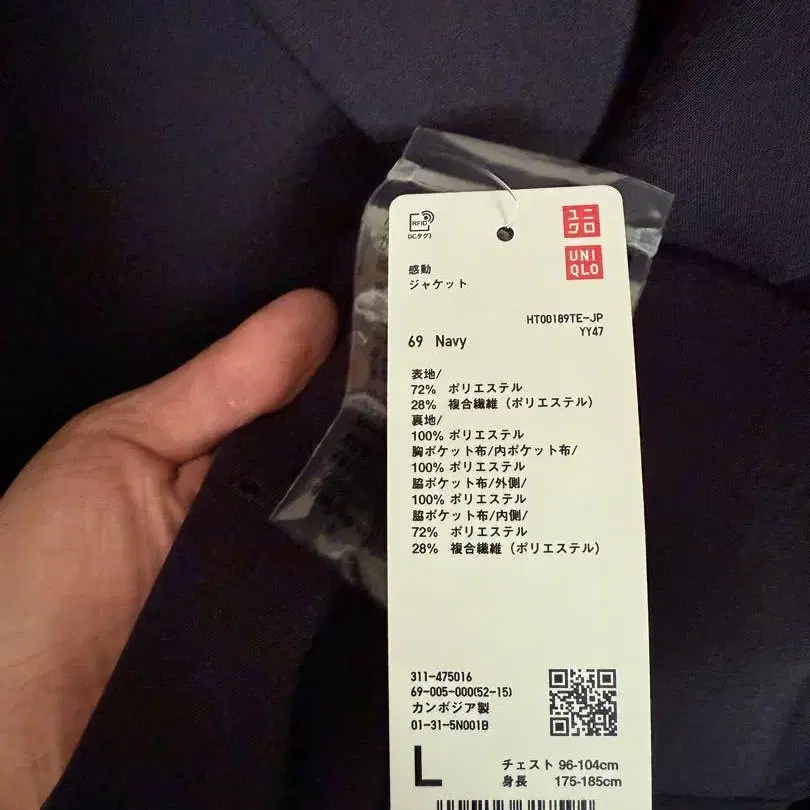 RFID
(ICタグ)
ユニ
クロ
UNI
QLO
感動
ジャケット
HT00189TE-JP
YY47
69 Navy
表地/
72% ポリエステル
28% 複合繊維（ポリエステル）
裏地/
100% ポリエステル
胸ポケット布/内ポケット布/
100% ポリエステル
脇ポケット布/外側/
100% ポリエステル
脇ポケット布/内側/
72% ポリエステル
28% 複合繊維（ポリエステル）
311-475016
69-005-000(52-15)
カンボジア製
01-31-5N001B
L
チェスト 96-104cm
身長 175-185cm